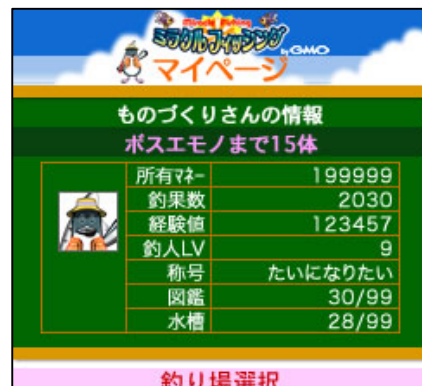 Miracle Fishing
ミラクルフィッシング by GMO
マイページ
ものづくりさんの情報
ボスエモノまで15体
所有マネー 199999
釣果数 2030
経験値 123457
釣人LV 9
称号 たいになりたい
図鑑 30/99
水槽 28/99
釣り場選択